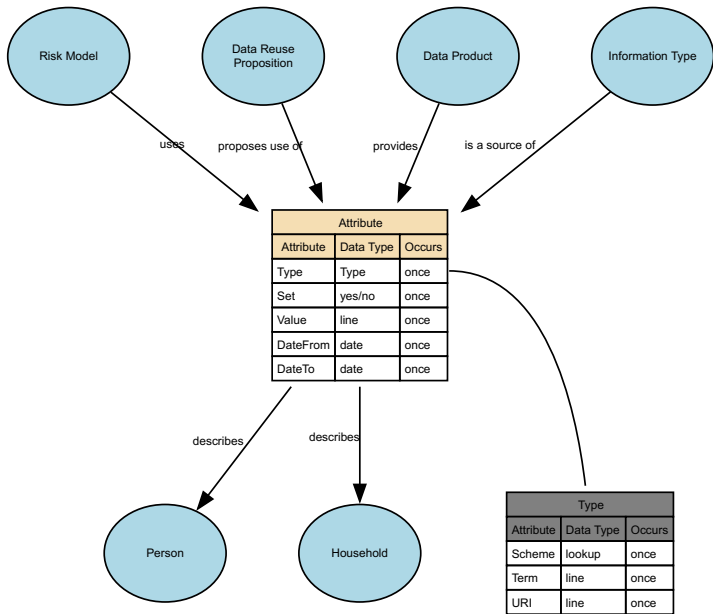 Risk Model
Data Reuse
Proposition
Data Product
Information Type
uses
proposes use of
provides
is a source of
Attribute
Attribute Data Type Occurs
Type Type once
Set yes/no once
Value line once
DateFrom date once
DateTo date once
describes
describes
Person
Household
Type
Attribute Data Type Occurs
Scheme lookup once
Term line once
URI line once